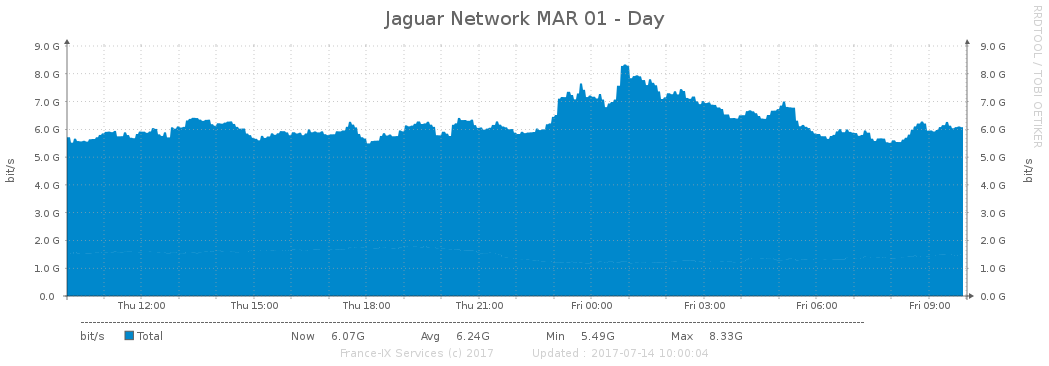 Jaguar Network MAR 01 - Day
RRDTOOL / TOBI OETIKER
9.0 G 9.0 G
8.0 G 8.0 G
7.0 G 7.0 G
6.0 G 6.0 G
5.0 G 5.0 G
4.0 G 4.0 G
3.0 G 3.0 G
2.0 G 2.0 G
1.0 G 1.0 G
0.0 0.0 G
bit/s
bit/s
Thu 12:00 Thu 15:00 Thu 18:00 Thu 21:00 Fri 00:00 Fri 03:00 Fri 06:00 Fri 09:00
bit/s Total Now 6.07G Avg 6.24G Min 5.49G Max 8.33G
France-IX Services (c) 2017 Updated : 2017-07-14 10:00:04